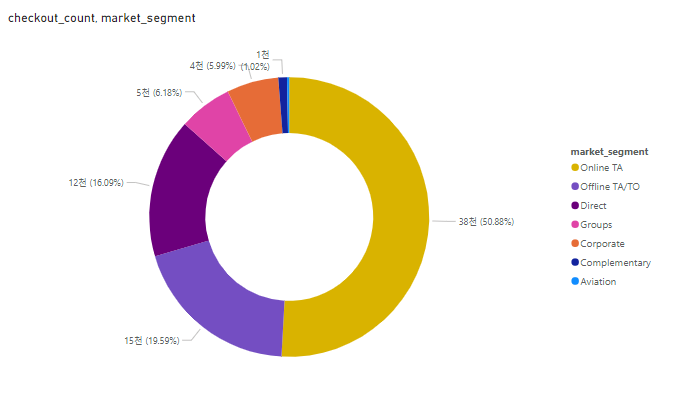 checkout_count, market_segment
1천
(1.02%)
4천 (5.99%)
5천 (6.18%)
12천 (16.09%)
15천 (19.59%)
38천 (50.88%)
market_segment
Online TA
Offline TA/TO
Direct
Groups
Corporate
Complementary
Aviation